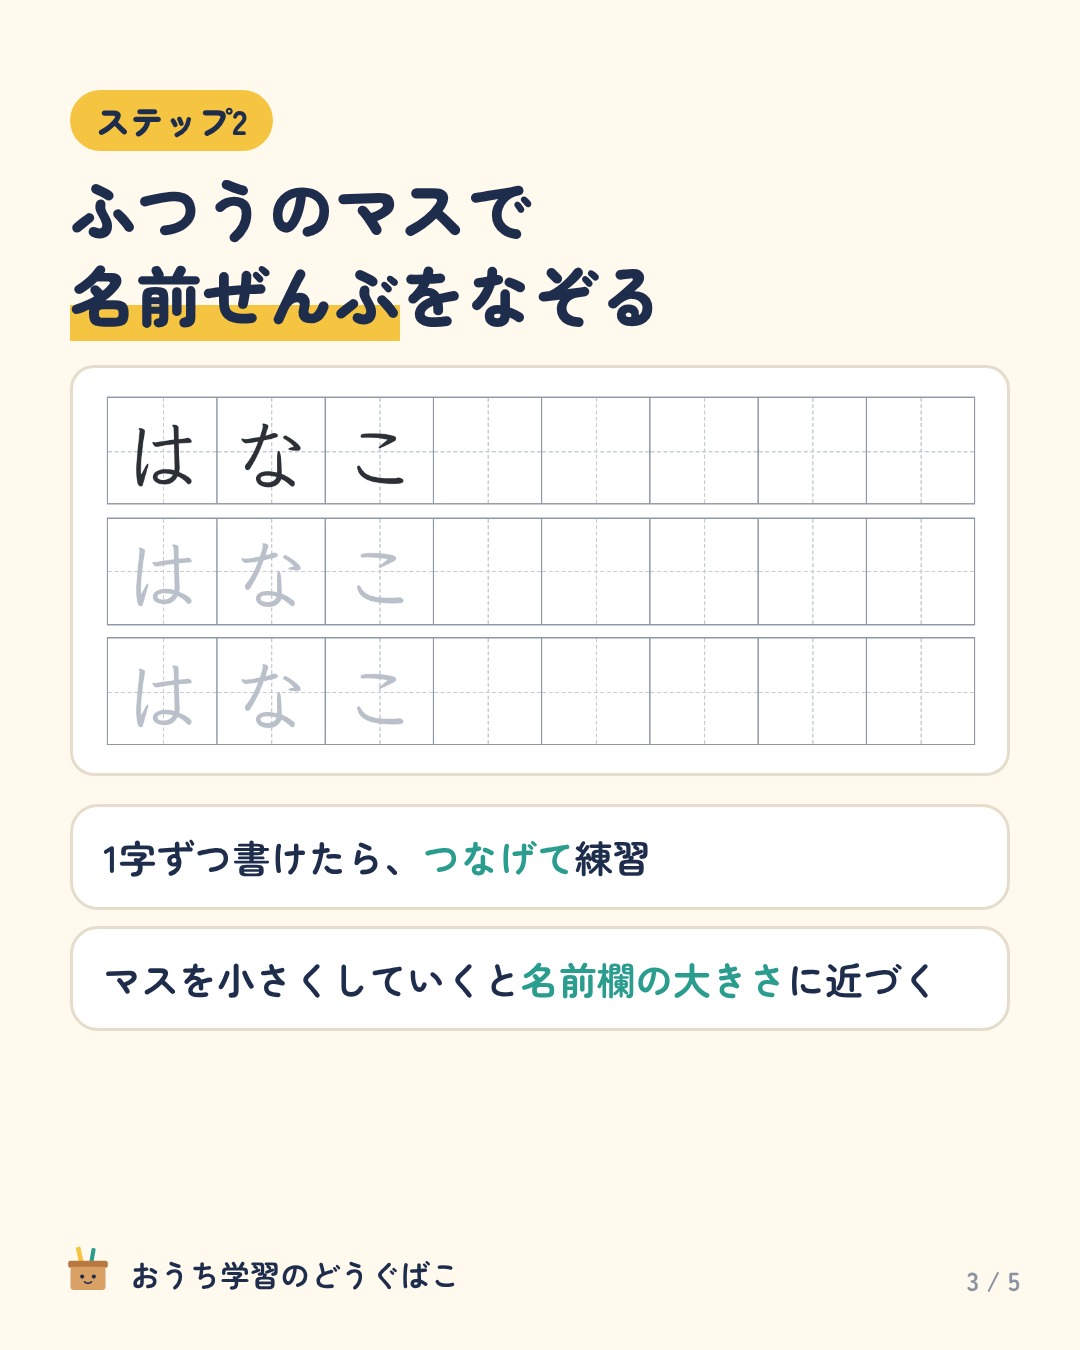 ステップ2
ふつうのマスで
名前ぜんぶをなぞる
はなこ
はなこ
はなこ
1字ずつ書けたら、つなげて練習
マスを小さくしていくと名前欄の大きさに近づく
おうち学習のどうぐばこ
3 / 5